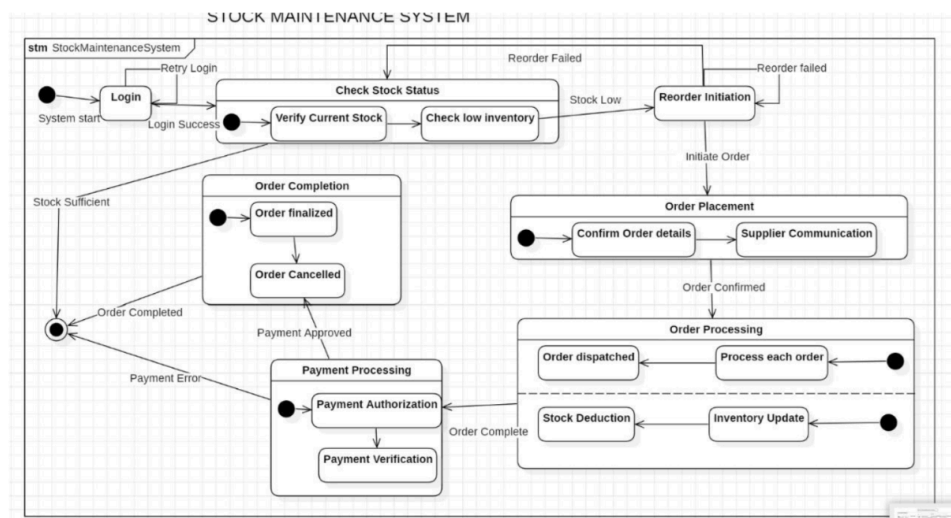 STOCK MAINTENANCE SYSTEM
stm StockMaintenanceSystem
Retry Login
Reorder Failed
Reorder failed
Login
Check Stock Status
Reorder Initiation
Stock Low
System start
Login Success
Verify Current Stock
Check low inventory
Initiate Order
Order Completion
Stock Sufficient
Order Placement
Order finalized
Confirm Order details
Supplier Communication
Order Cancelled
Order Confirmed
Order Completed
Payment Approved
Order Processing
Order dispatched
Process each order
Payment Processing
Payment Error
Payment Authorization
Order Complete
Stock Deduction
Inventory Update
Payment Verification